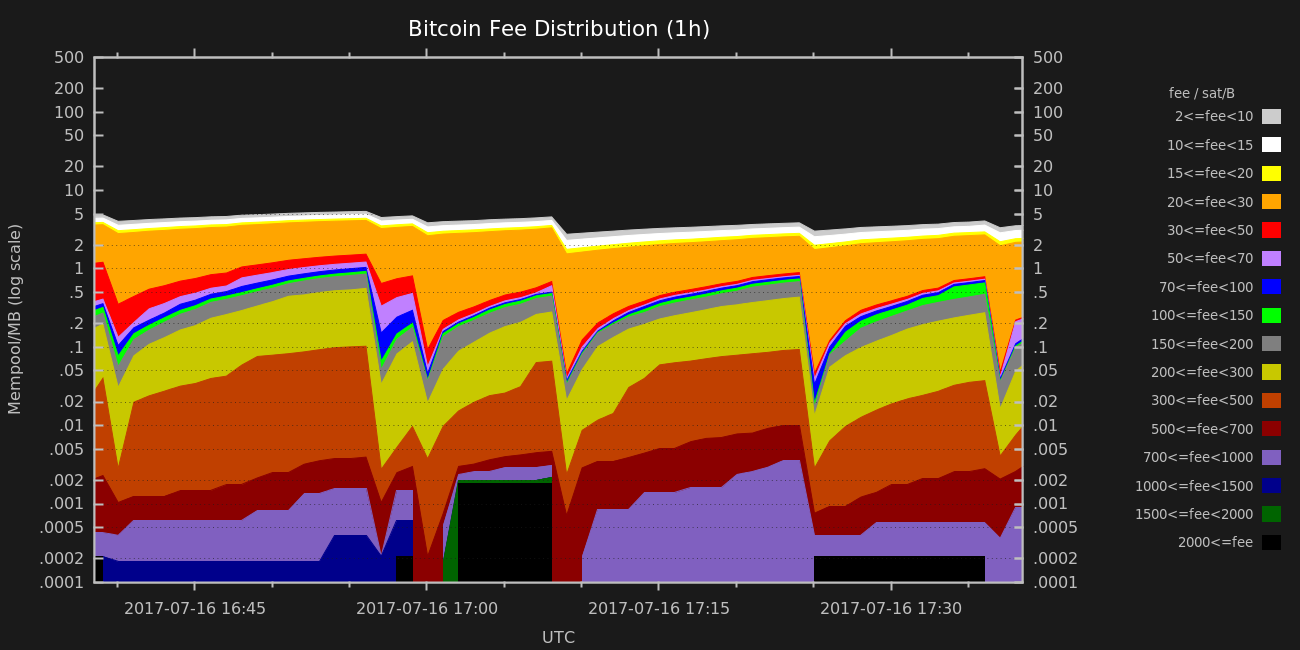 Bitcoin Fee Distribution (1h)
500
200
100
50
20
10
5
2
1
.5
.2
.1
.05
.02
.01
.005
.002
.001
.0005
.0002
.0001
Mempool/MB (log scale)
500
200
100
50
20
10
5
2
1
.5
.2
.1
.05
.02
.01
.005
.002
.001
.0005
.0002
.0001
2017-07-16 16:45
2017-07-16 17:00
2017-07-16 17:15
2017-07-16 17:30
UTC
fee / sat/B
2<=fee<10
10<=fee<15
15<=fee<20
20<=fee<30
30<=fee<50
50<=fee<70
70<=fee<100
100<=fee<150
150<=fee<200
200<=fee<300
300<=fee<500
500<=fee<700
700<=fee<1000
1000<=fee<1500
1500<=fee<2000
2000<=fee